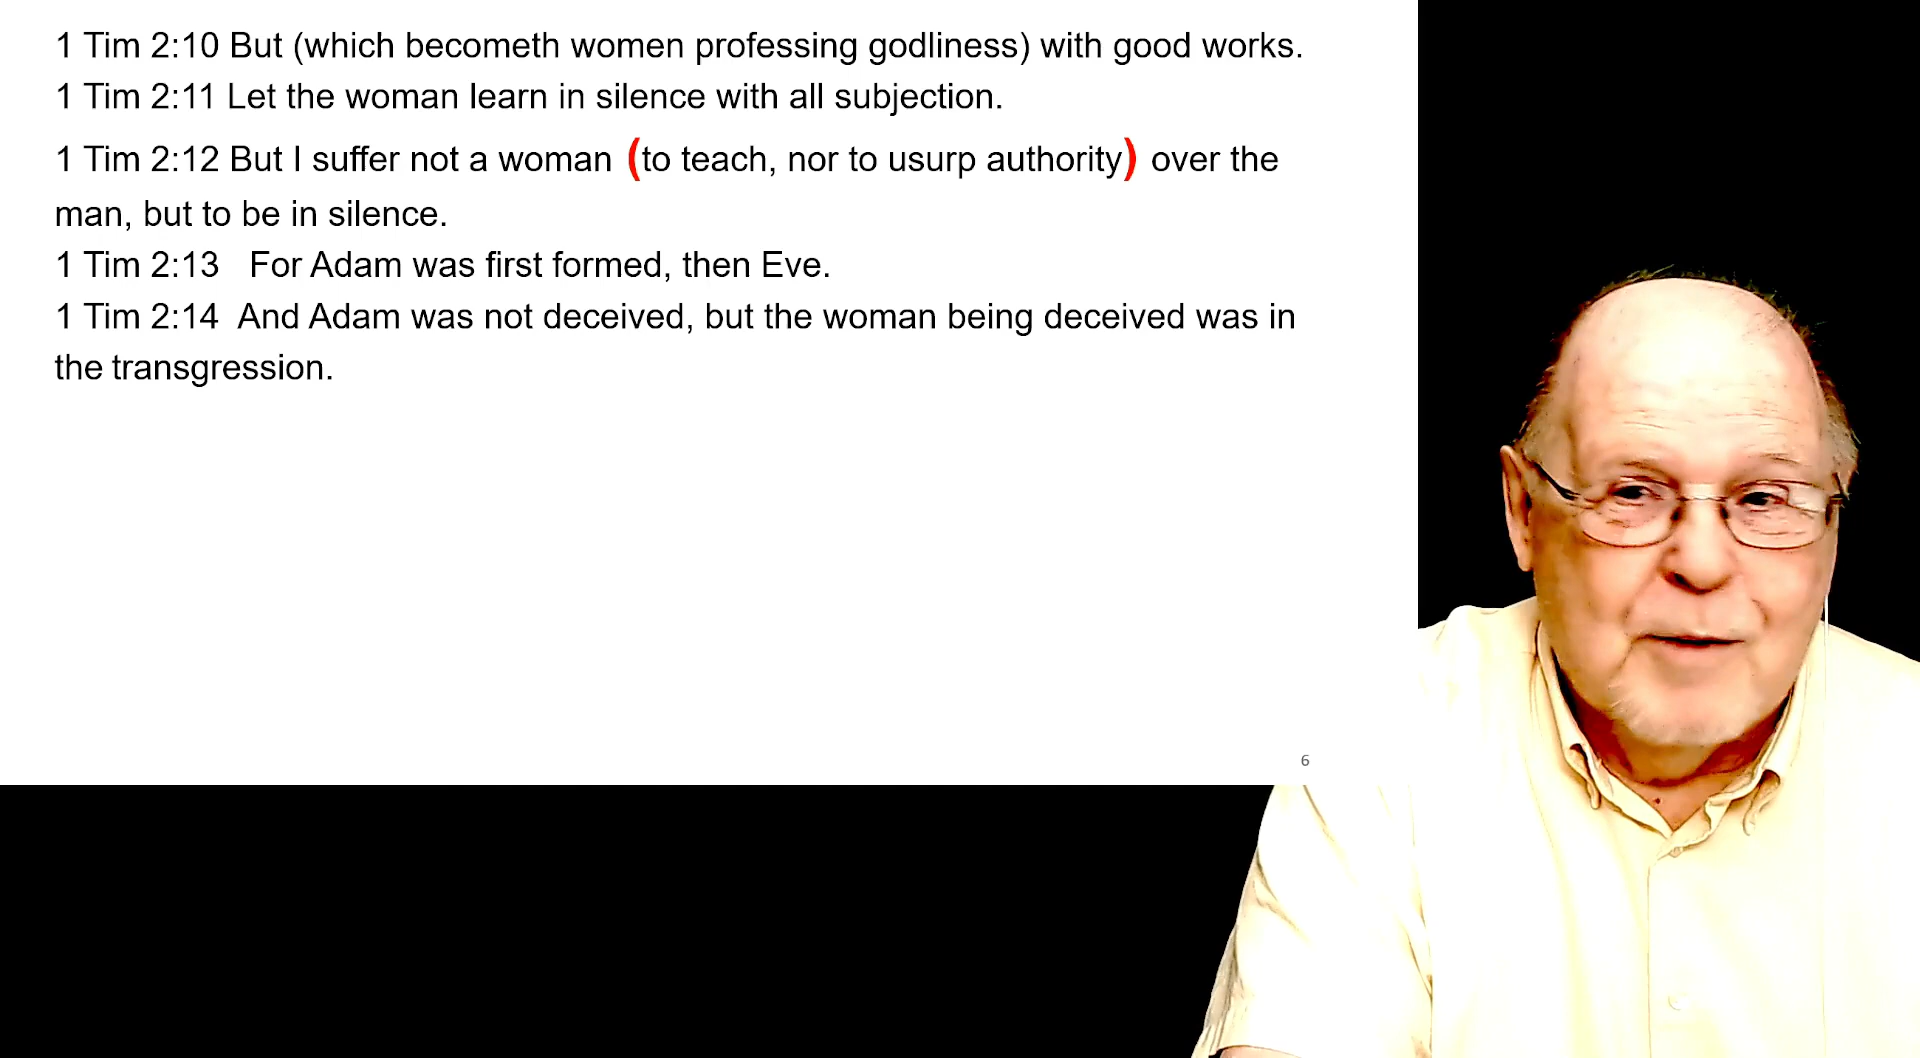 1 Tim 2:10 But (which becometh women professing godliness) with good works.
1 Tim 2:11 Let the woman learn in silence with all subjection.
1 Tim 2:12 But I suffer not a woman (to teach, nor to usurp authority) over the
man, but to be in silence.
1 Tim 2:13 For Adam was first formed, then Eve.
1 Tim 2:14 And Adam was not deceived, but the woman being deceived was in
the transgression.
6